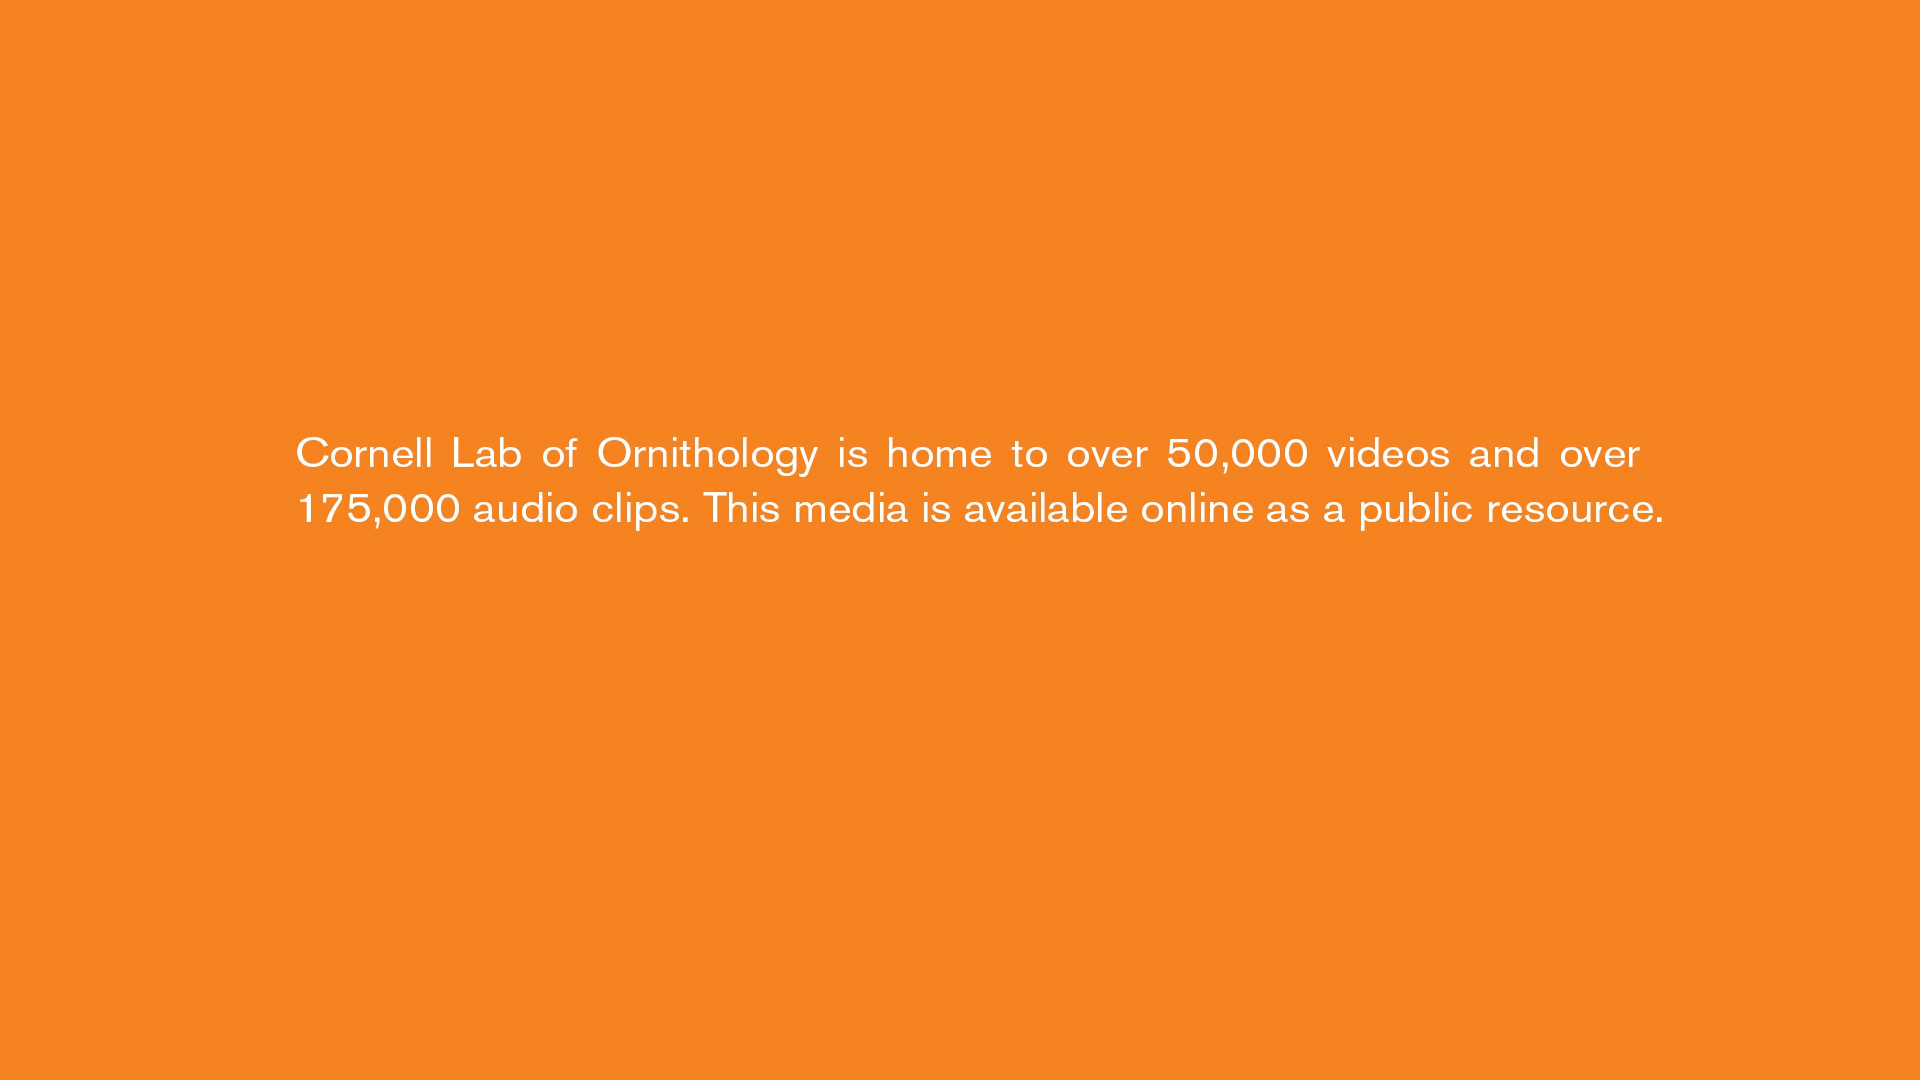 Cornell Lab of Ornithology is home to over 50,000 videos and over
175,000 audio clips. This media is available online as a public resource.